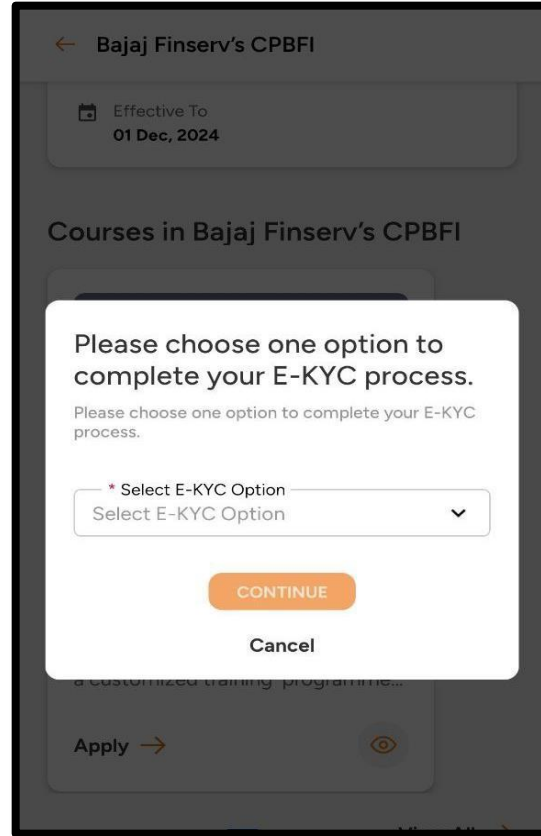 Bajaj Finserv's CPBFI
Effective To
01 Dec, 2024
Courses in Bajaj Finserv's CPBFI
Please choose one option to
complete your E-KYC process.
Please choose one option to complete your E-KYC
process.
* Select E-KYC Option
Select E-KYC Option
CONTINUE
Cancel
a customized training programme...
Apply